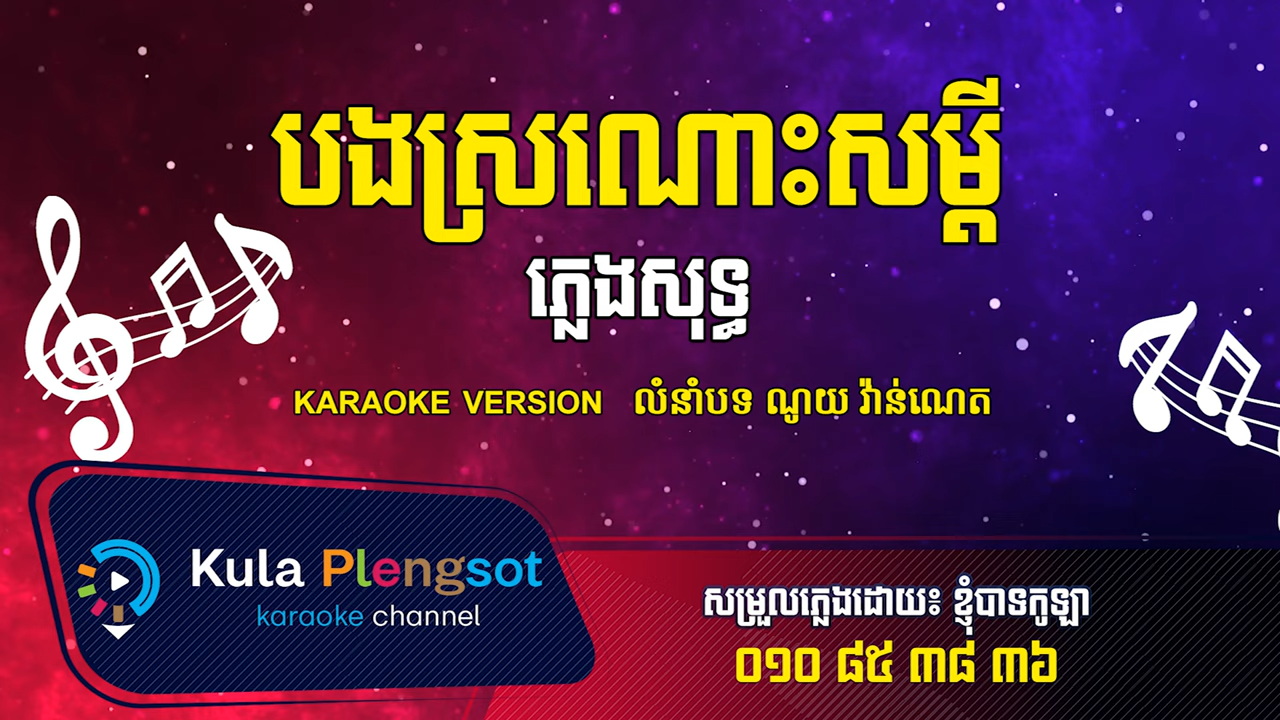 បងស្រណោះសម្ដី
ភ្លេងសុទ្ធ
KARAOKE VERSION លំនាំបទ ណូយ វ៉ាន់ណេត
Kula Plengsot
karaoke channel
សម្រួលភ្លេងដោយ៖ ខ្ញុំបាទកូឡា
០១០ ៨៥ ៣៨ ៣៦